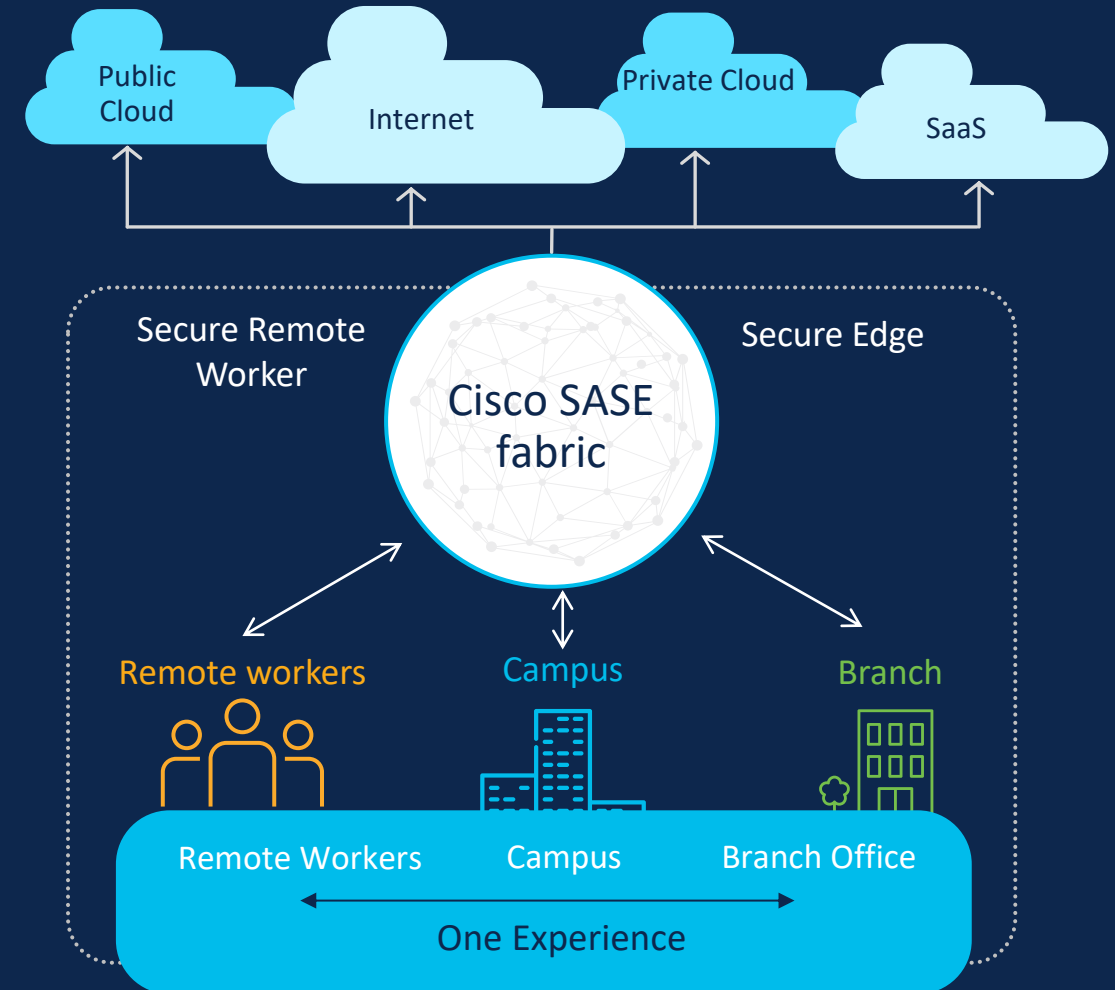 Public
Cloud
Internet
Private Cloud
SaaS
Secure Remote
Worker
Secure Edge
Cisco SASE
fabric
Remote workers
Campus
Branch
Remote Workers
Campus
Branch Office
One Experience